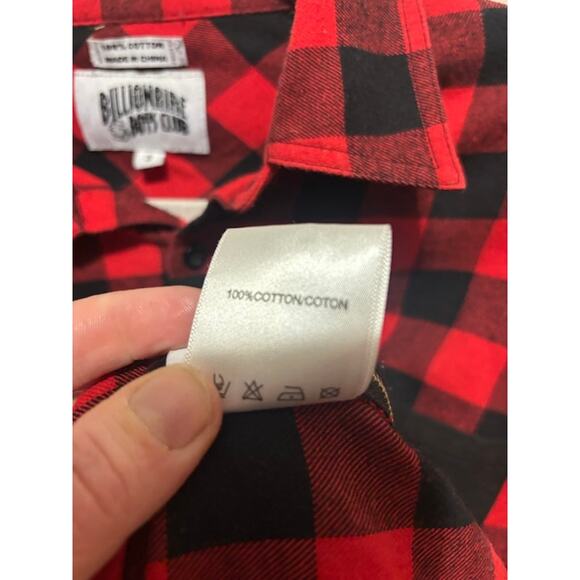 100% COTTON
MADE IN CHINA
BILLIONAIRE
BOYS CLUB
100%COTTON/COTON